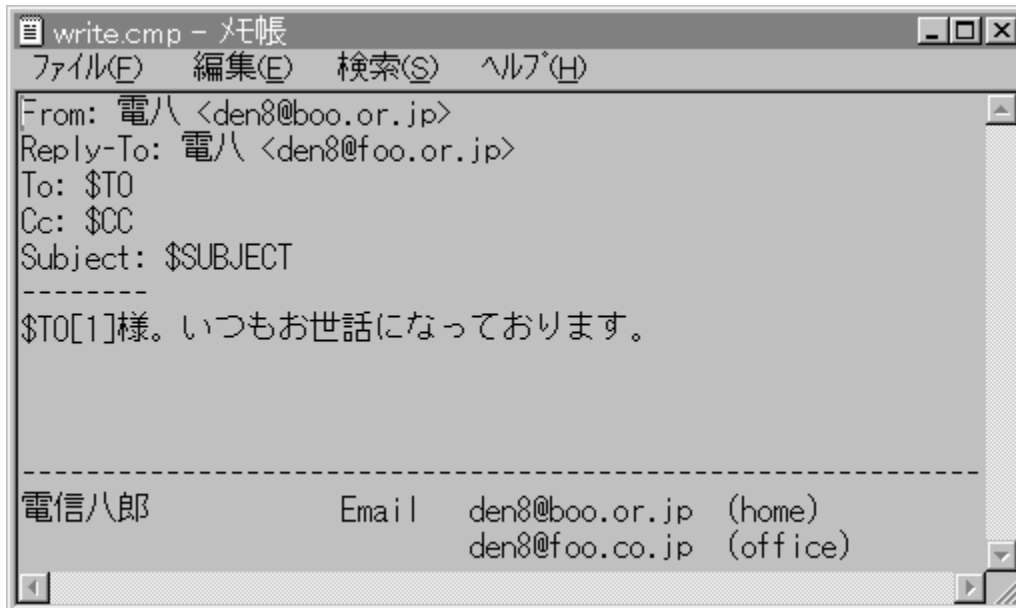 write.cmp - メモ帳
ファイル(F) 編集(E) 検索(S) ヘルプ(H)
From: 電八 <den8@boo.or.jp>
Reply-To: 電八 <den8@foo.or.jp>
To: $TO
Cc: $CC
Subject: $SUBJECT
--------
$TO[1]様。いつもお世話になっております。
-------------------------------------------------------------
電信八郎 Email den8@boo.or.jp (home)
den8@foo.co.jp (office)